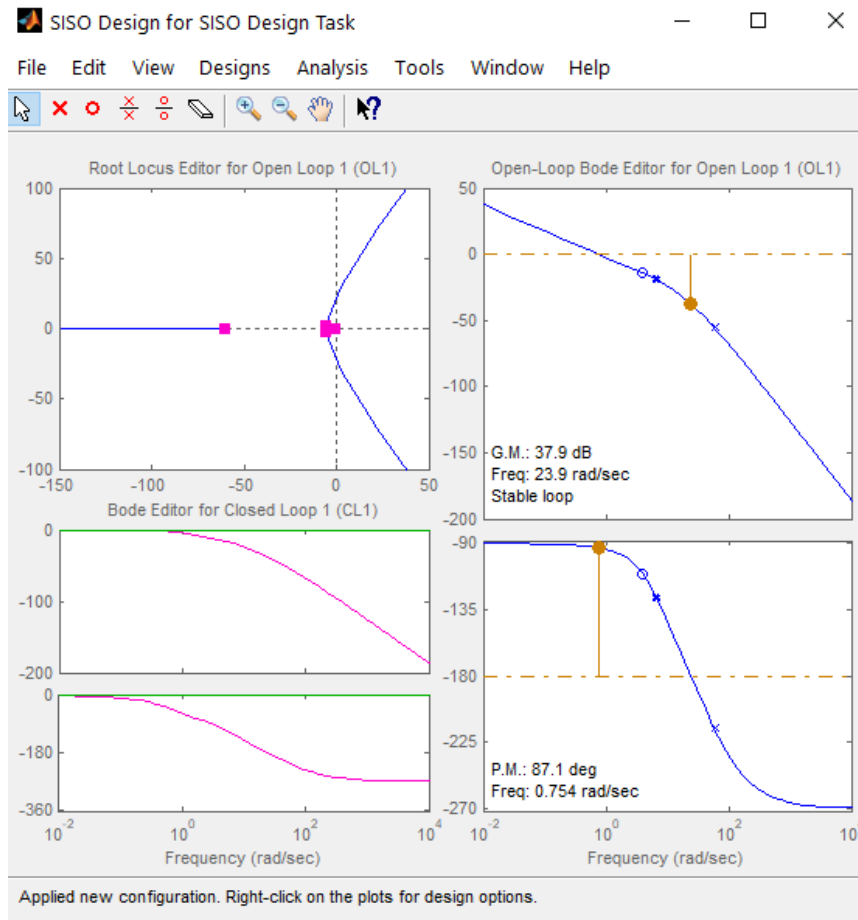 SISO Design for SISO Design Task
File Edit View Designs Analysis Tools Window Help
Root Locus Editor for Open Loop 1 (OL1)
100
50
0
-50
-100
-150 -100 -50 0 50
Bode Editor for Closed Loop 1 (CL1)
0
-100
-200
0
-180
-360
10^-2 10^0 10^2 10^4
Frequency (rad/sec)
Open-Loop Bode Editor for Open Loop 1 (OL1)
50
0
-50
-100
-150
-200
G.M.: 37.9 dB
Freq: 23.9 rad/sec
Stable loop
-90
-135
-180
-225
-270
P.M.: 87.1 deg
Freq: 0.754 rad/sec
10^-2 10^0 10^2 10
Frequency (rad/sec)
Applied new configuration. Right-click on the plots for design options.